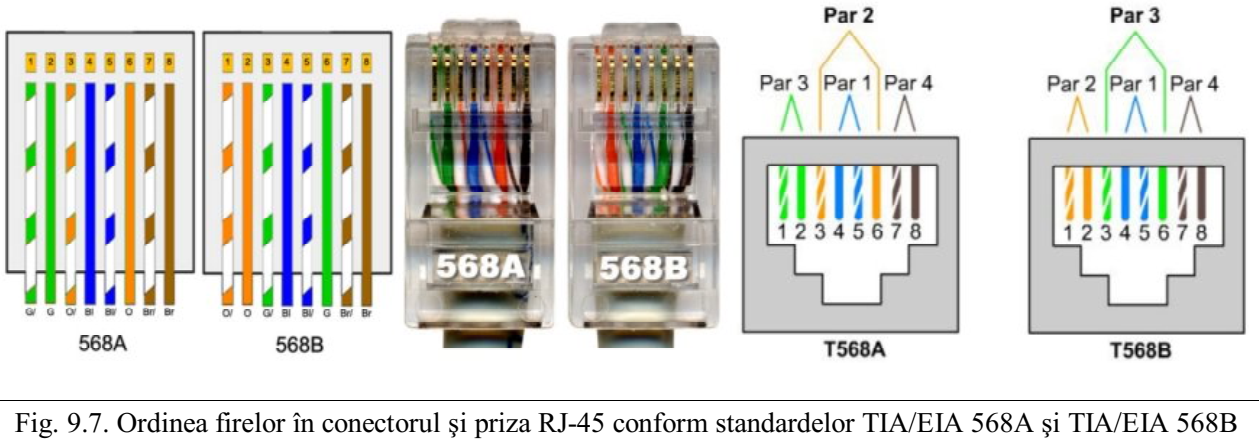 1 2 3 4 5 6 7 8
G/ G O/ Bl Bl/ O Br/ Br
568A
1 2 3 4 5 6 7 8
O/ O G/ Bl Bl/ G Br/ Br
568B
568A
568B
Par 2
Par 3 Par 1 Par 4
1 2 3 4 5 6 7 8
T568A
Par 3
Par 2 Par 1 Par 4
1 2 3 4 5 6 7 8
T568B
Fig. 9.7. Ordinea firelor în conectorul şi priza RJ-45 conform standardelor TIA/EIA 568A şi TIA/EIA 568B